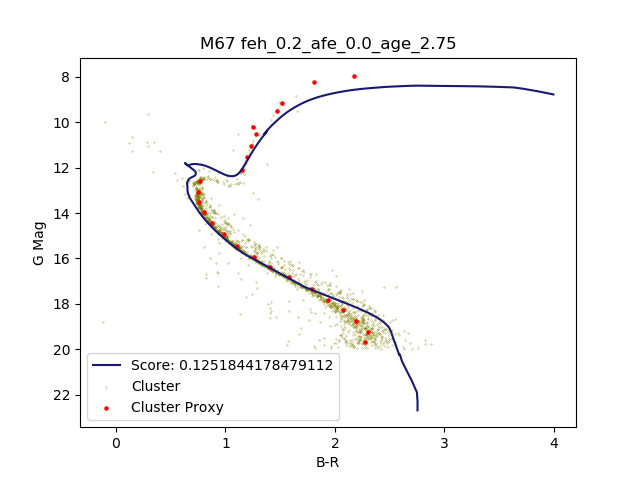 M67 feh_0.2_afe_0.0_age_2.75
8
10
12
14
16
18
20
22
G Mag
Score: 0.1251844178479112
Cluster
Cluster Proxy
0 1 2 3 4
B-R